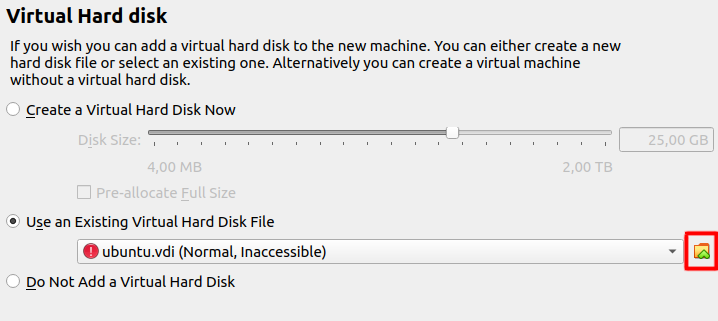 Virtual Hard disk
If you wish you can add a virtual hard disk to the new machine. You can either create a new
hard disk file or select an existing one. Alternatively you can create a virtual machine
without a virtual hard disk.
Create a Virtual Hard Disk Now
Disk Size:
25,00 GB
4,00 MB 2,00 TB
Pre-allocate Full Size
Use an Existing Virtual Hard Disk File
ubuntu.vdi (Normal, Inaccessible)
Do Not Add a Virtual Hard Disk